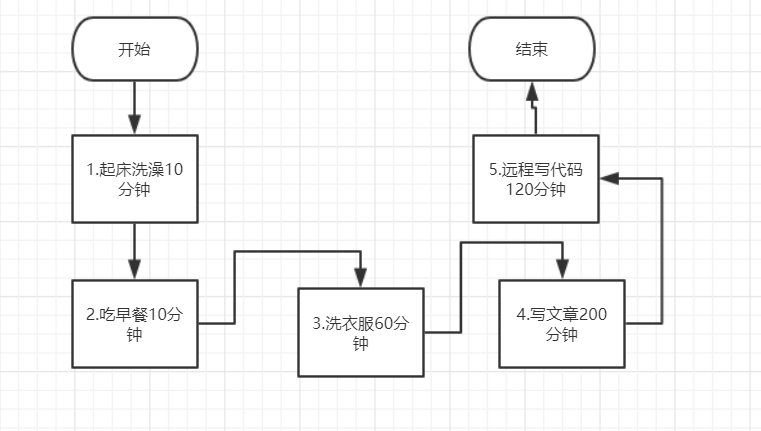 开始
结束
1.起床洗澡10
分钟
5.远程写代码
120分钟
2.吃早餐10分
钟
3.洗衣服60分
钟
4.写文章200
分钟